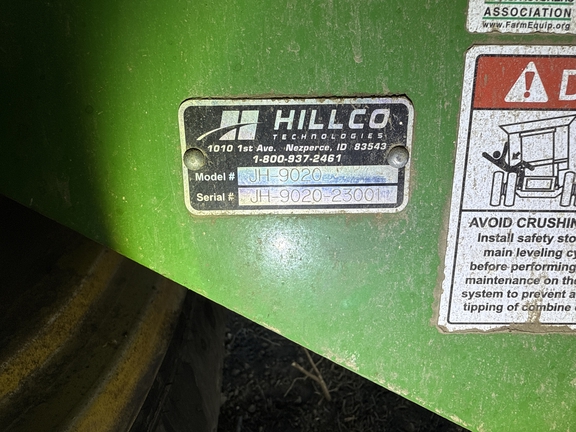 ASSOCIATION
www.FarmEquip.org
HILLCO
TECHNOLOGIES
1010 1st Ave. Nezperce, ID 83543
1-800-937-2461
Model # JH-9020
Serial # JH-9020-23001
D
AVOID CRUSHIN
Install safety sto
main leveling cy
before performing
maintenance on the
system to prevent a
tipping of combine